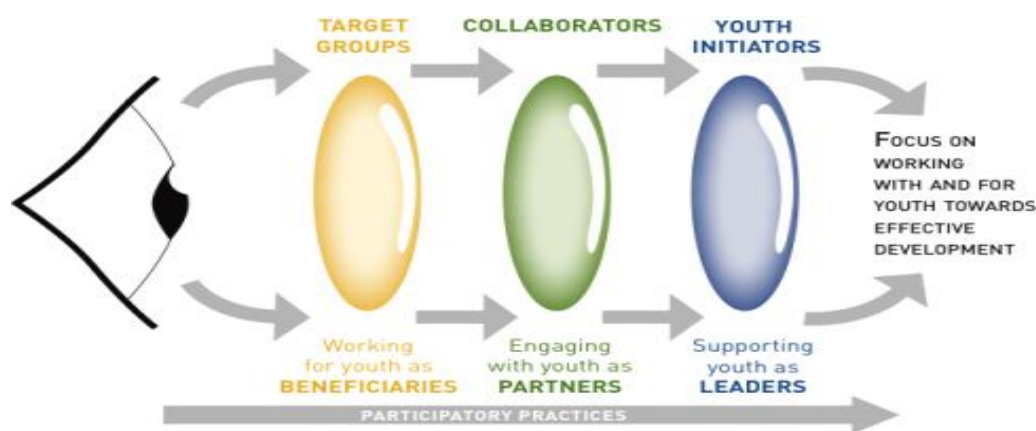 TARGET
GROUPS
COLLABORATORS
YOUTH
INITIATORS
FOCUS ON
WORKING
WITH AND FOR
YOUTH TOWARDS
EFFECTIVE
DEVELOPMENT
Working
for youth as
BENEFICIARIES
Engaging
with youth as
PARTNERS
Supporting
youth as
LEADERS
PARTICIPATORY PRACTICES